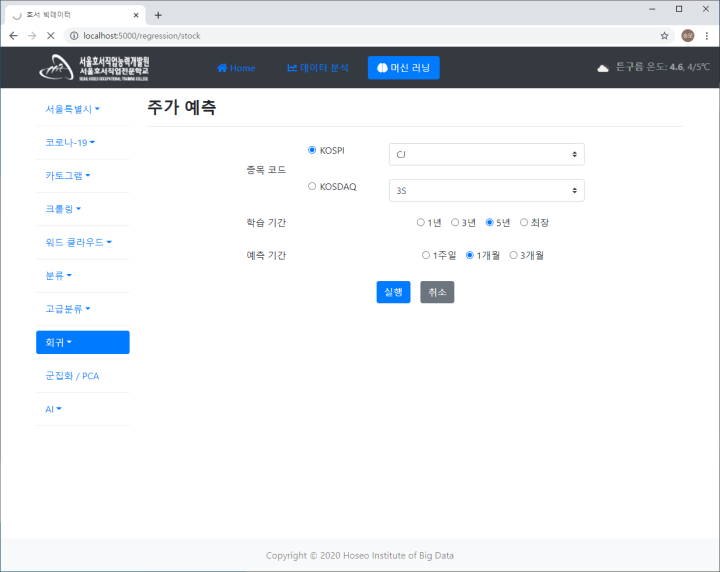 호서 빅데이터
localhost:5000/regression/stock
서울호서직업능력개발원
서울호서직업전문학교
SEOUL HOSEO OCCUPATIONAL TRAINING COLLEGE
Home
데이터 분석
머신 러닝
튼구름 온도: 4.6, 4/5℃
서울특별시
코로나-19
카토그램
크롤링
워드 클라우드
분류
고급분류
회귀
군집화 / PCA
AI
주가 예측
종목 코드
KOSPI
CJ
KOSDAQ
3S
학습 기간
1년 3년 5년 최장
예측 기간
1주일 1개월 3개월
실행 취소
Copyright © 2020 Hoseo Institute of Big Data